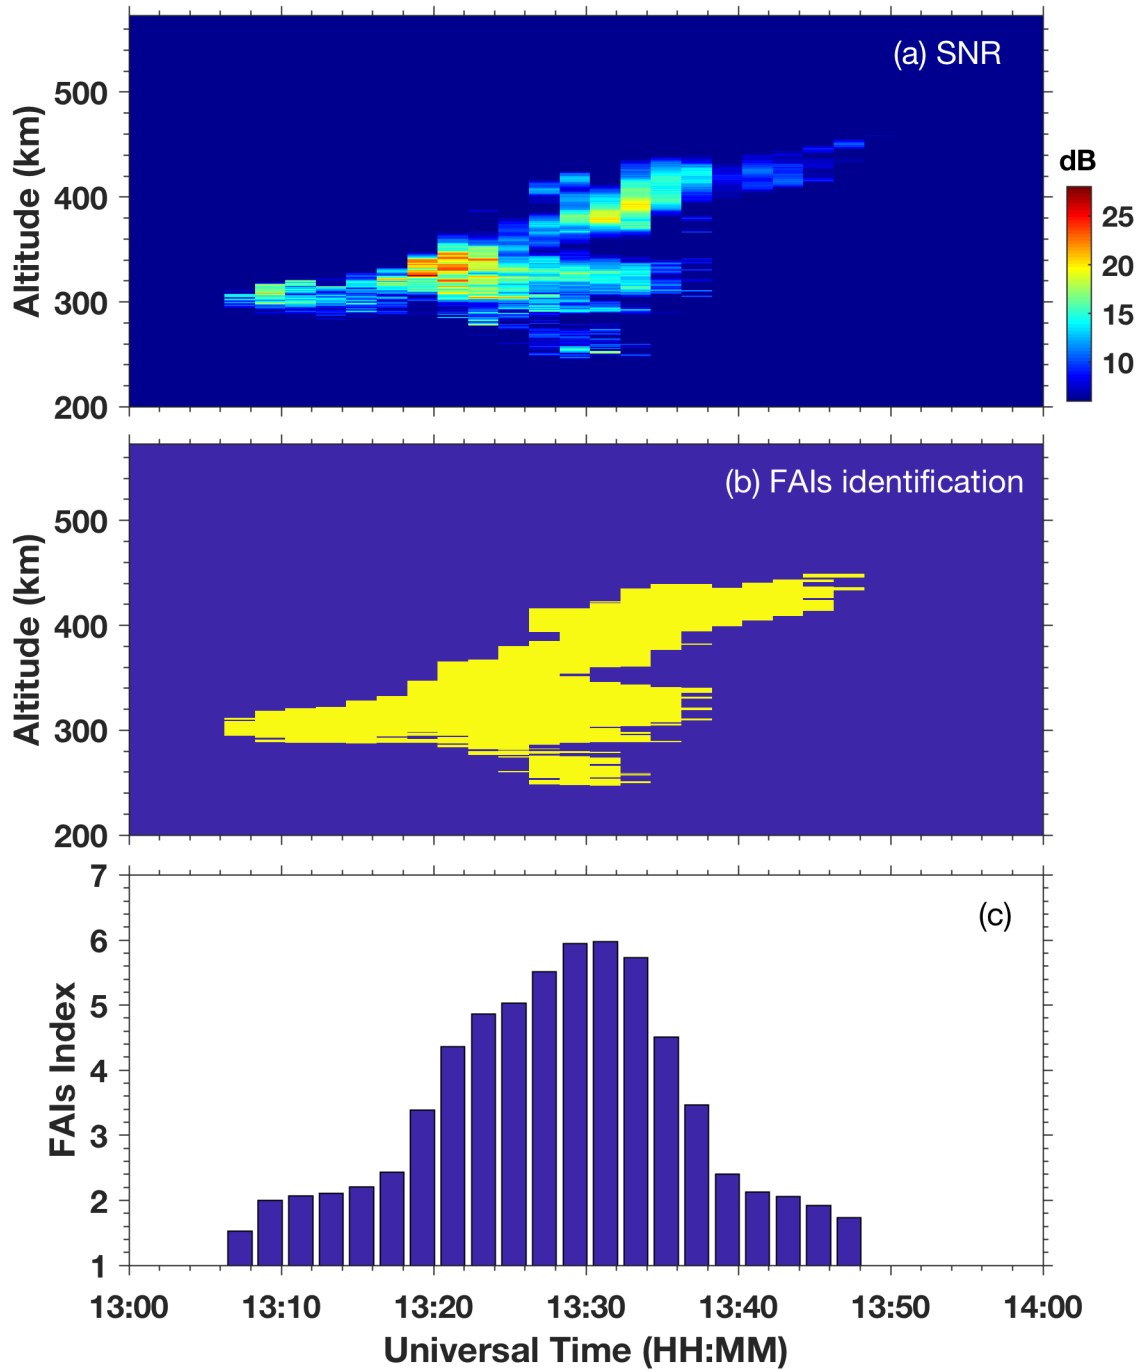 (a) SNR
500
400
300
200
Altitude (km)
dB
25
20
15
10
(b) FAIs identification
500
400
300
200
Altitude (km)
(c)
7
6
5
4
3
2
1
FAIs Index
13:00 13:10 13:20 13:30 13:40 13:50 14:00
Universal Time (HH:MM)